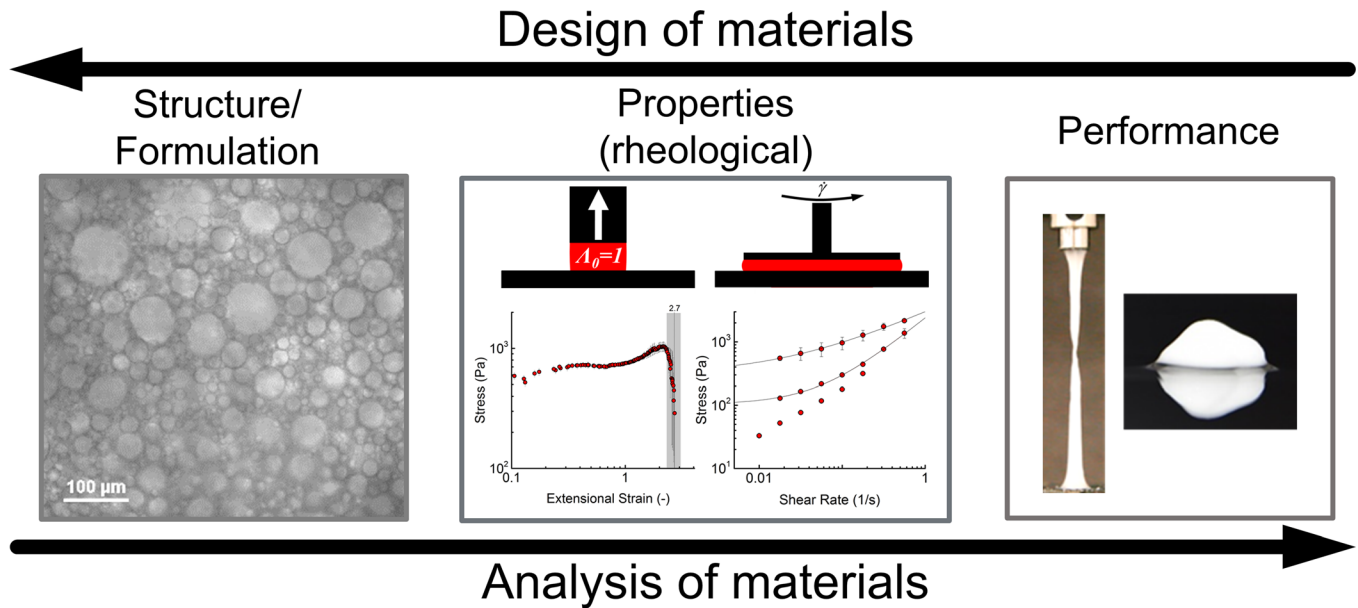 Design of materials
Structure/
Formulation
Properties
(rheological)
Performance
100 µm
Λ₀=1
γ̇
2.7
10³
10²
Stress (Pa)
0.1
1
Extensional Strain (-)
10³
10²
10¹
Stress (Pa)
0.01
1
Shear Rate (1/s)
Analysis of materials